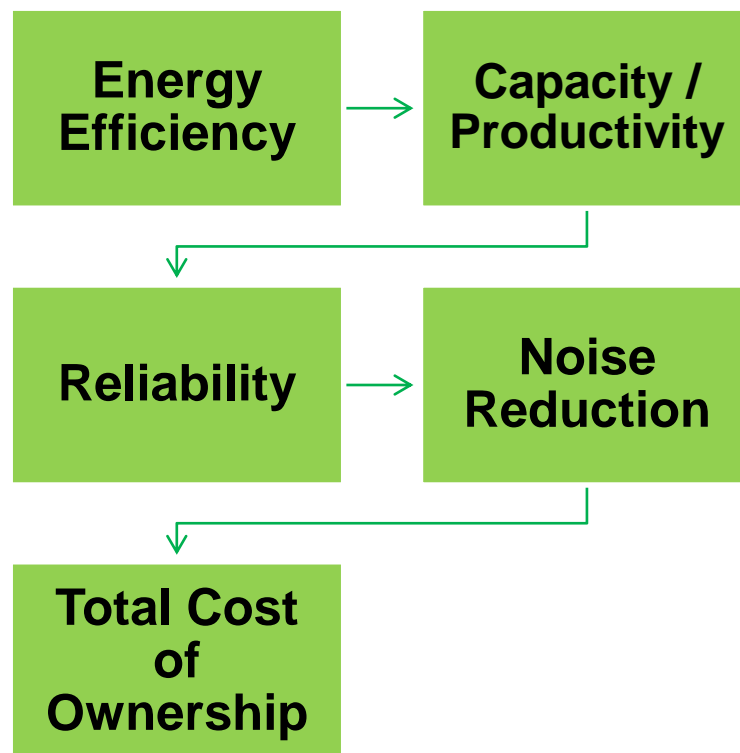 Energy
Efficiency
Capacity /
Productivity
Reliability
Noise
Reduction
Total Cost
of
Ownership